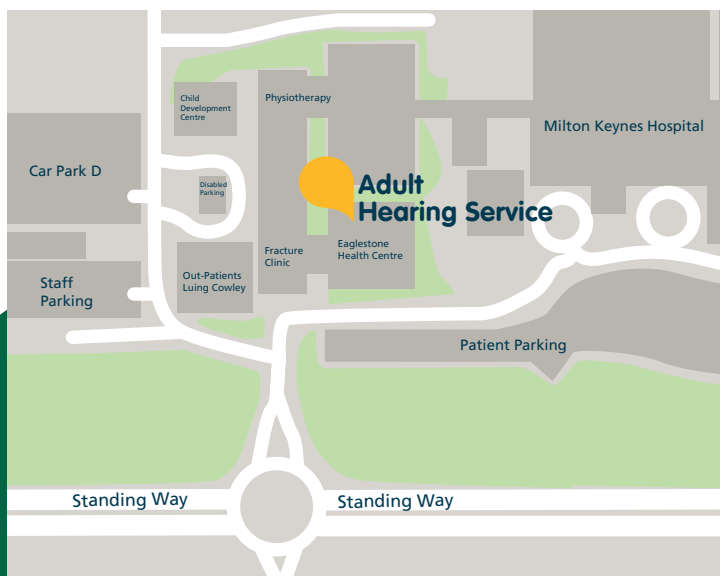 Child
Development
Centre
Physiotherapy
Milton Keynes Hospital
Car Park D
Disabled
Parking
Adult
Hearing Service
Fracture
Clinic
Eaglestone
Health Centre
Out-Patients
Luing Cowley
Staff
Parking
Patient Parking
Standing Way
Standing Way